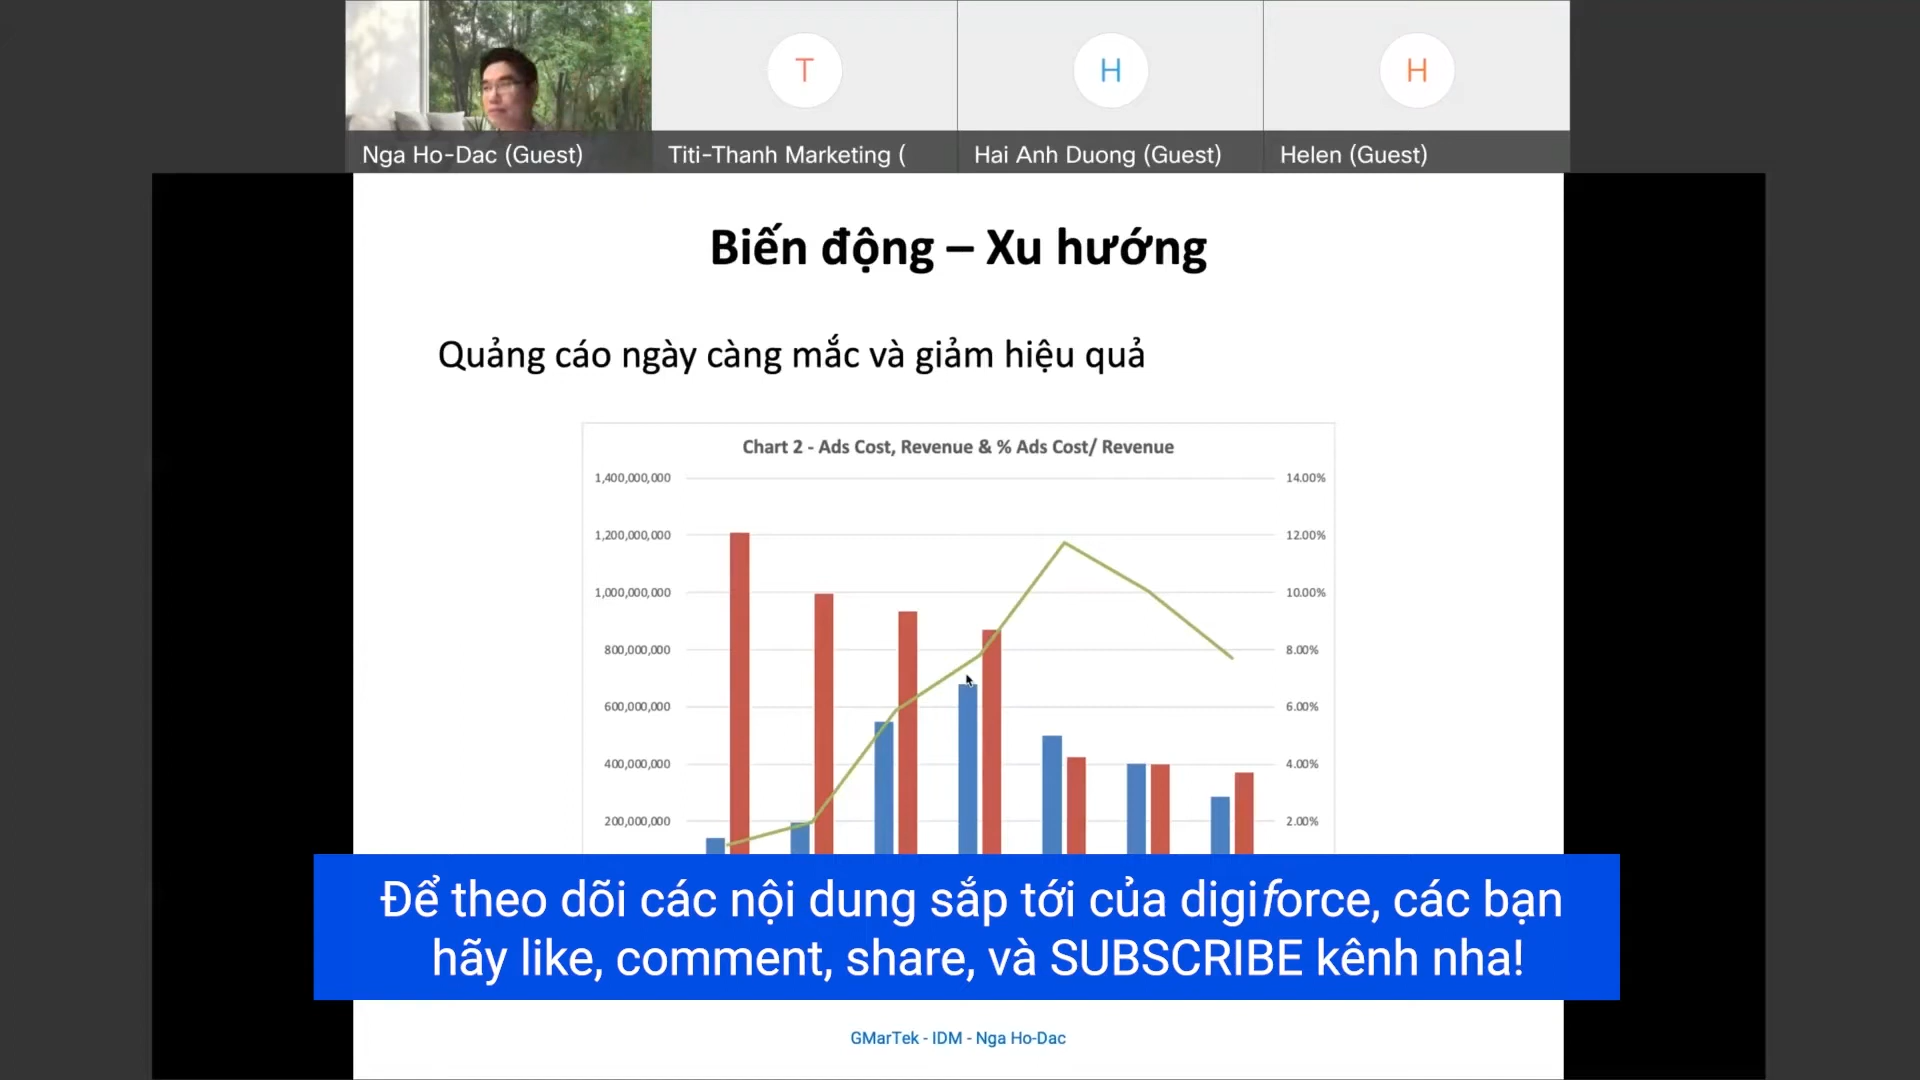 T
H
H
Nga Ho-Dac (Guest)
Titi-Thanh Marketing (
Hai Anh Duong (Guest)
Helen (Guest)
Biến động – Xu hướng
Quảng cáo ngày càng mắc và giảm hiệu quả
Chart 2 - Ads Cost, Revenue & % Ads Cost/ Revenue
1,400,000,000
14.00%
1,200,000,000
12.00%
1,000,000,000
10.00%
800,000,000
8.00%
600,000,000
6.00%
400,000,000
4.00%
200,000,000
2.00%
Để theo dõi các nội dung sắp tới của digiforce, các bạn
hãy like, comment, share, và SUBSCRIBE kênh nha!
GMarTek - IDM - Nga Ho-Dac